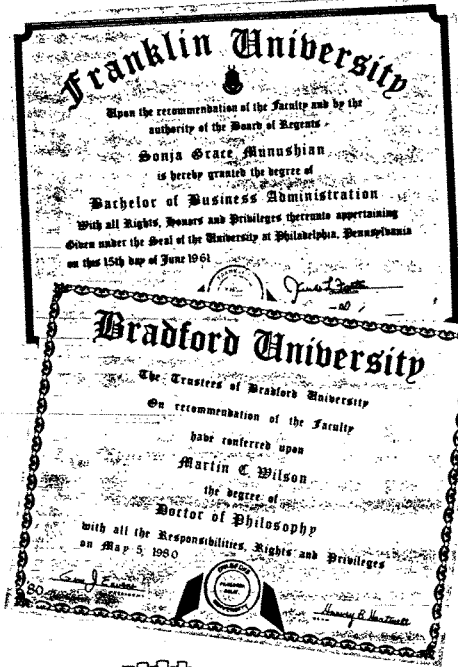 Franklin University
Upon the recommendation of the Faculty and by the
authority of the Board of Regents
Sonja Grace Munushian
is hereby granted the degree of
Bachelor of Business Administration
With all Rights, Honors and Privileges thereunto appertaining
Given under the Seal of the University at Philadelphia, Pennsylvania
on this 15th day of June 1961
Bradford University
The Trustees of Bradford University
On recommendation of the Faculty
have conferred upon
Martin C Wilson
the degree of
Doctor of Philosophy
with all the Responsibilities, Rights and Privileges
on May 5, 1980
80
UNIVERSITY